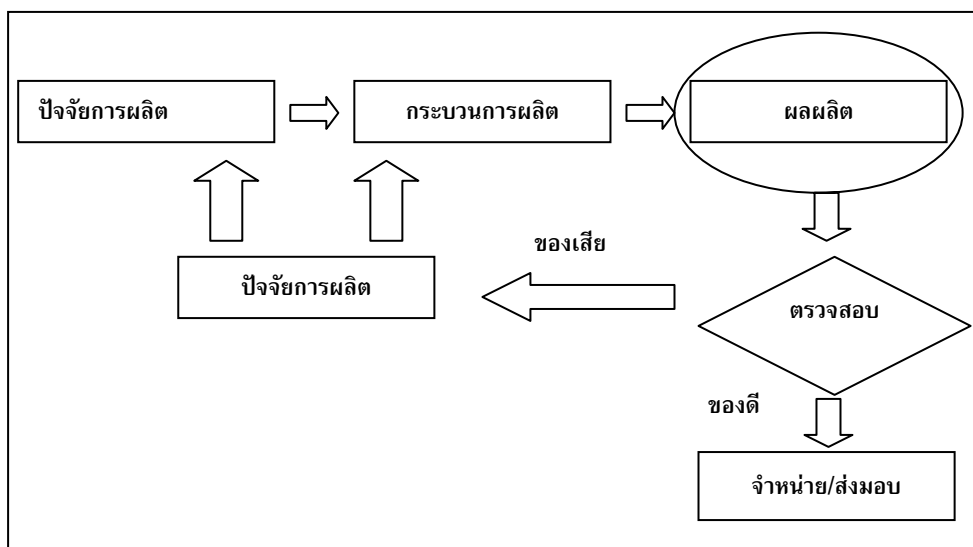 ปัจจัยการผลิต
กระบวนการผลิต
ผลผลิต
ของเสีย
ปัจจัยการผลิต
ตรวจสอบ
ของดี
จำหน่าย/ส่งมอบ